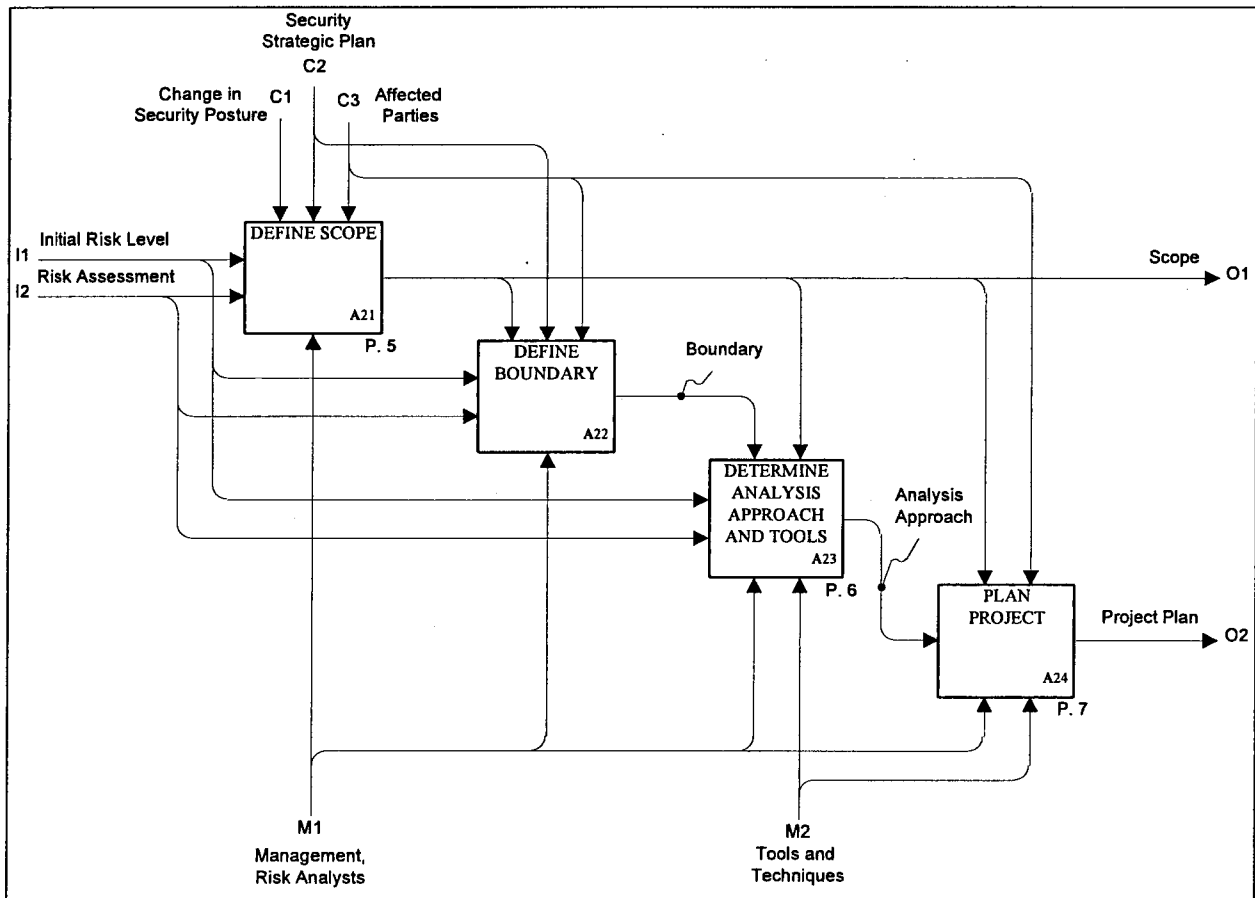 Security
Strategic Plan
C2
Change in
Security Posture
C1
C3
Affected
Parties
I1
Initial Risk Level
I2
Risk Assessment
DEFINE SCOPE
A21
P. 5
Scope
O1
DEFINE
BOUNDARY
A22
Boundary
DETERMINE
ANALYSIS
APPROACH
AND TOOLS
A23
P. 6
Analysis
Approach
PLAN
PROJECT
A24
P. 7
Project Plan
O2
M1
Management,
Risk Analysts
M2
Tools and
Techniques